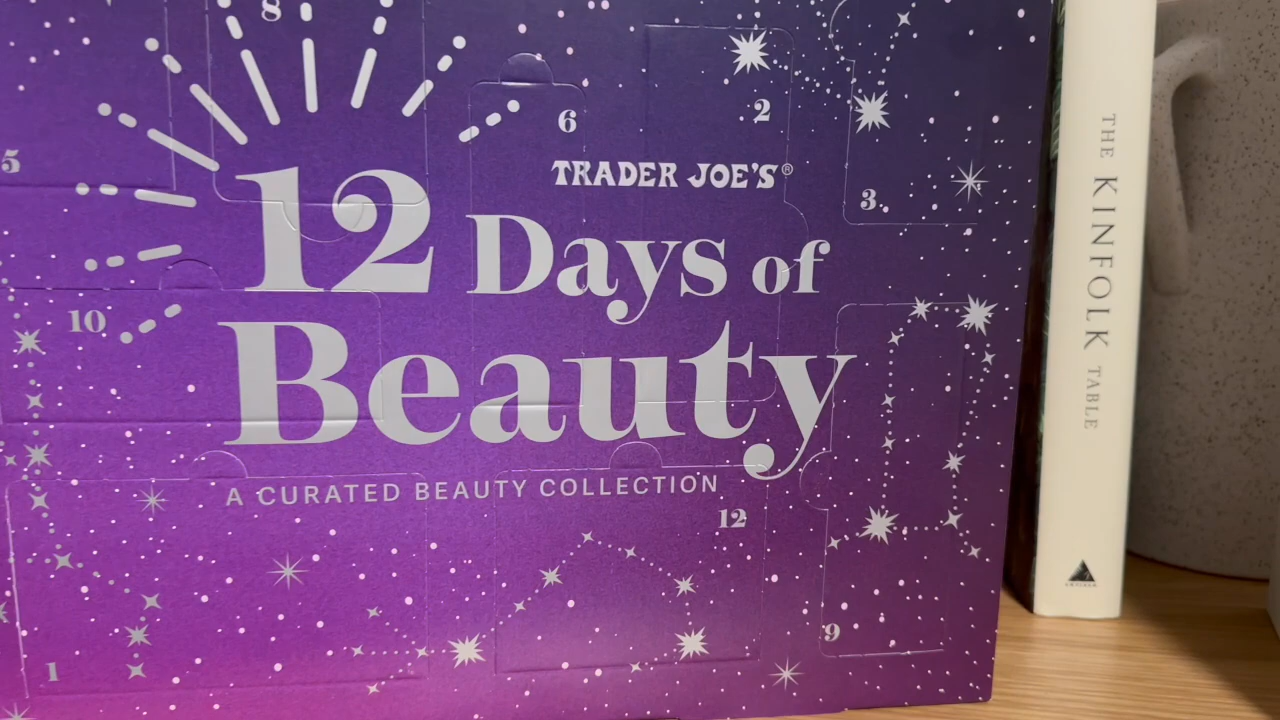 8
6
2
5
TRADER JOE'S®
3
12 Days of
10
Beauty
A CURATED BEAUTY COLLECTION
12
9
1
THE KINFOLK TABLE